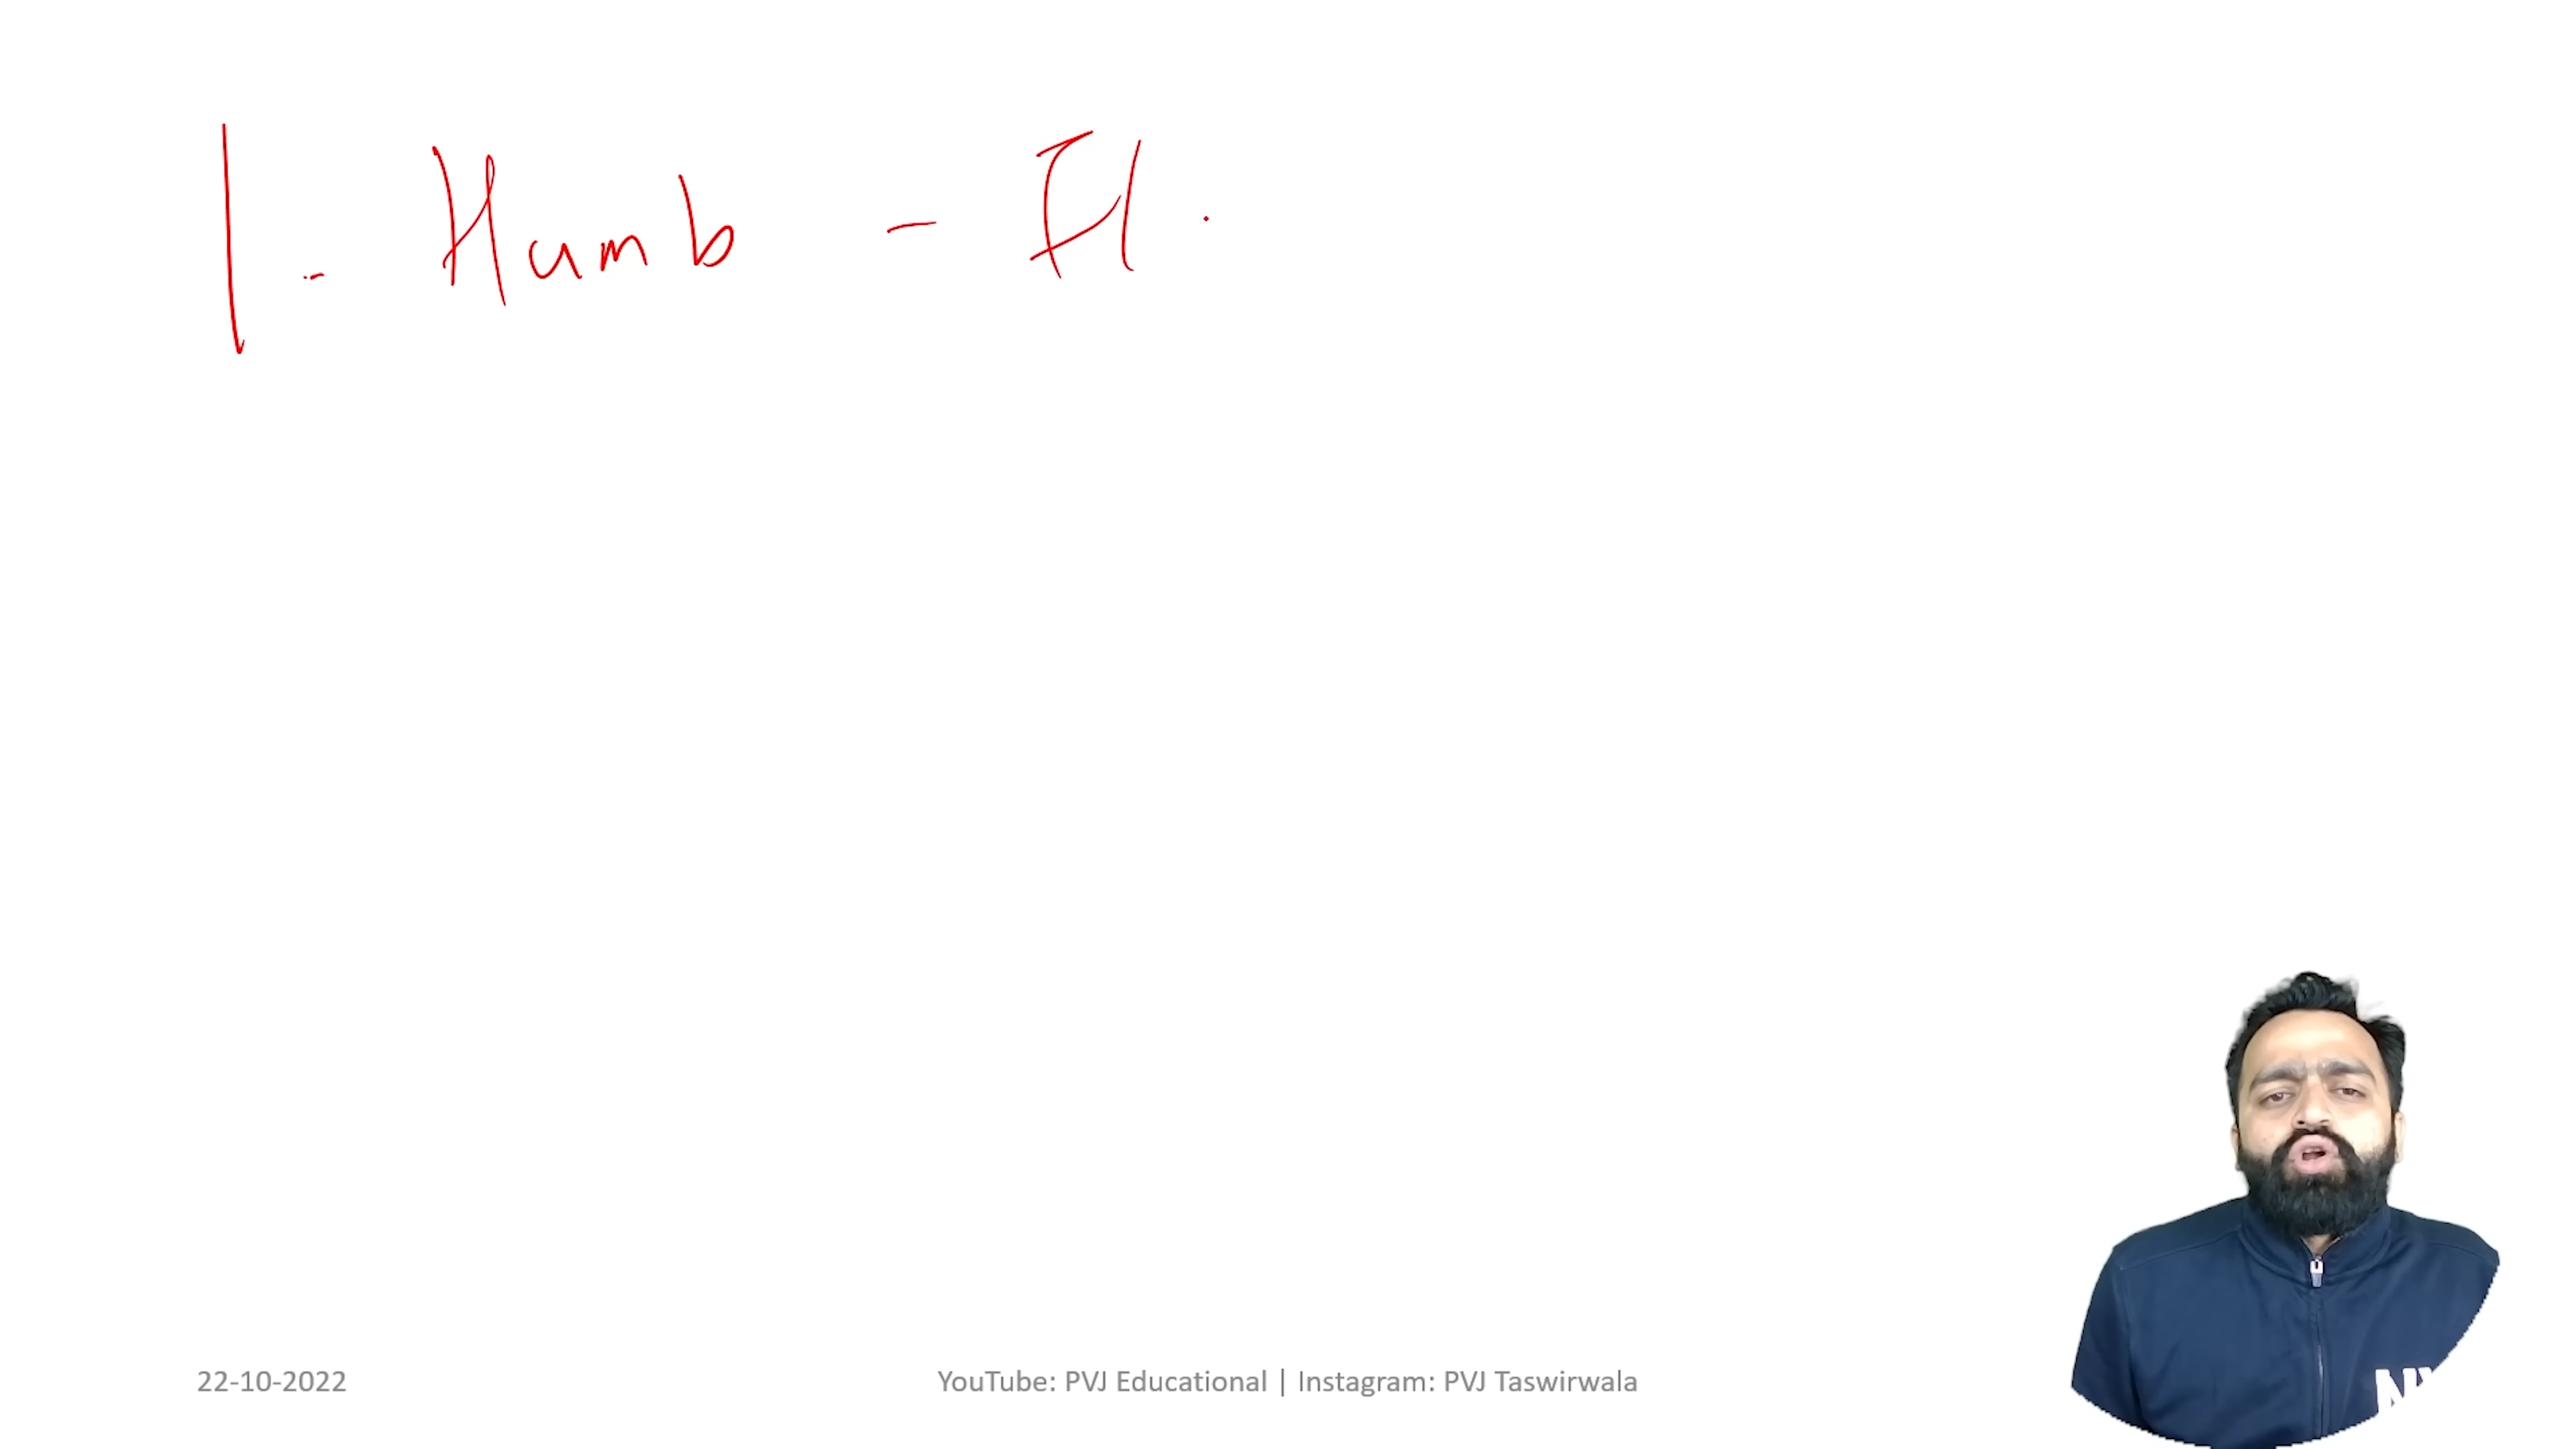 1. Humb - Fl.
22-10-2022
YouTube: PVJ Educational | Instagram: PVJ Taswirwala